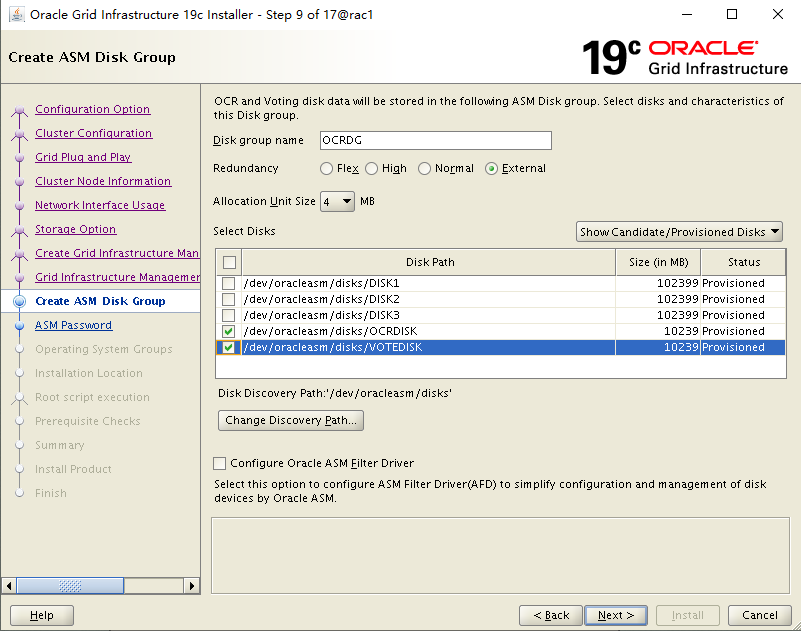 Oracle Grid Infrastructure 19c Installer - Step 9 of 17@rac1
Create ASM Disk Group
19c ORACLE
Grid Infrastructure
Configuration Option
Cluster Configuration
Grid Plug and Play
Cluster Node Information
Network Interface Usage
Storage Option
Create Grid Infrastructure Man
Grid Infrastructure Managemer
Create ASM Disk Group
ASM Password
Operating System Groups
Installation Location
Root script execution
Prerequisite Checks
Summary
Install Product
Finish
OCR and Voting disk data will be stored in the following ASM Disk group. Select disks and characteristics of
this Disk group.
Disk group name OCRDG
Redundancy Flex High Normal External
Allocation Unit Size 4 MB
Select Disks Show Candidate/Provisioned Disks
Disk Path Size (in MB) Status
/dev/oracleasm/disks/DISK1 102399 Provisioned
/dev/oracleasm/disks/DISK2 102399 Provisioned
/dev/oracleasm/disks/DISK3 102399 Provisioned
/dev/oracleasm/disks/OCRDISK 10239 Provisioned
/dev/oracleasm/disks/VOTEDISK 10239 Provisioned
Disk Discovery Path:'/dev/oracleasm/disks'
Change Discovery Path...
Configure Oracle ASM Filter Driver
Select this option to configure ASM Filter Driver(AFD) to simplify configuration and management of disk
devices by Oracle ASM.
Help < Back Next > Install Cancel